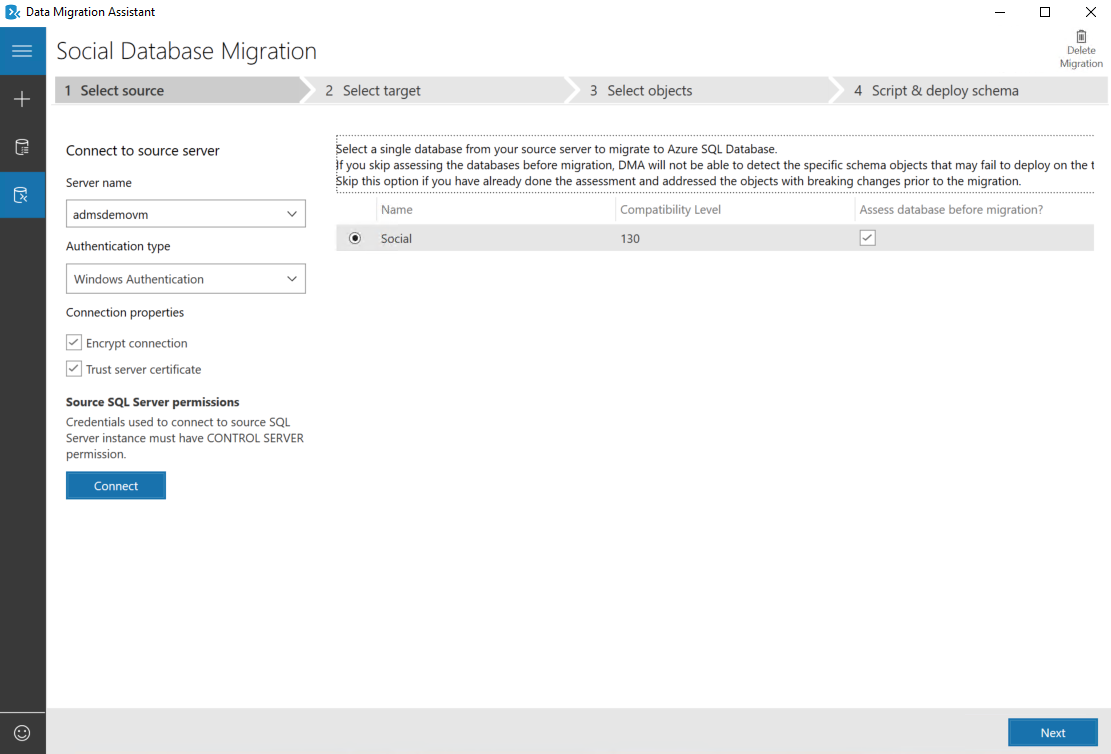 Data Migration Assistant
Social Database Migration
Delete
Migration
1 Select source
2 Select target
3 Select objects
4 Script & deploy schema
Connect to source server
Server name
admsdemovm
Authentication type
Windows Authentication
Connection properties
Encrypt connection
Trust server certificate
Source SQL Server permissions
Credentials used to connect to source SQL
Server instance must have CONTROL SERVER
permission.
Connect
Select a single database from your source server to migrate to Azure SQL Database.
If you skip assessing the databases before migration, DMA will not be able to detect the specific schema objects that may fail to deploy on the t
Skip this option if you have already done the assessment and addressed the objects with breaking changes prior to the migration.
Name Compatibility Level Assess database before migration?
Social 130
Next